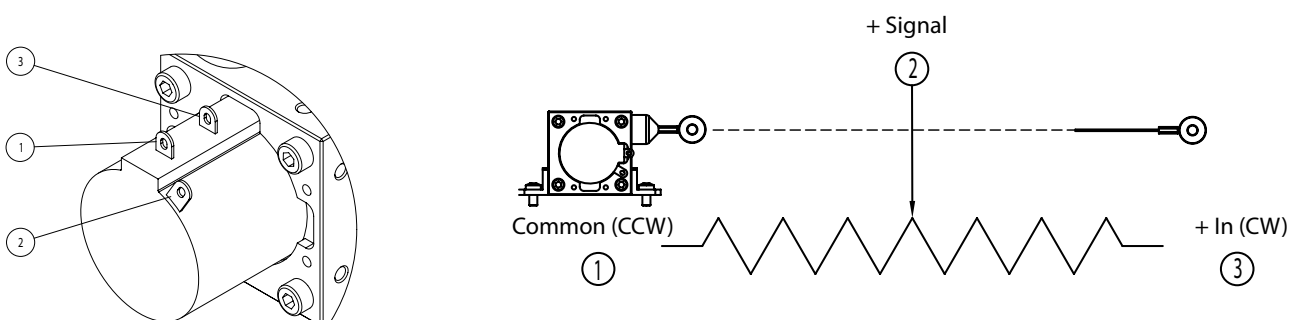 3
1
2
+ Signal
2
Common (CCW)
1
+ In (CW)
3